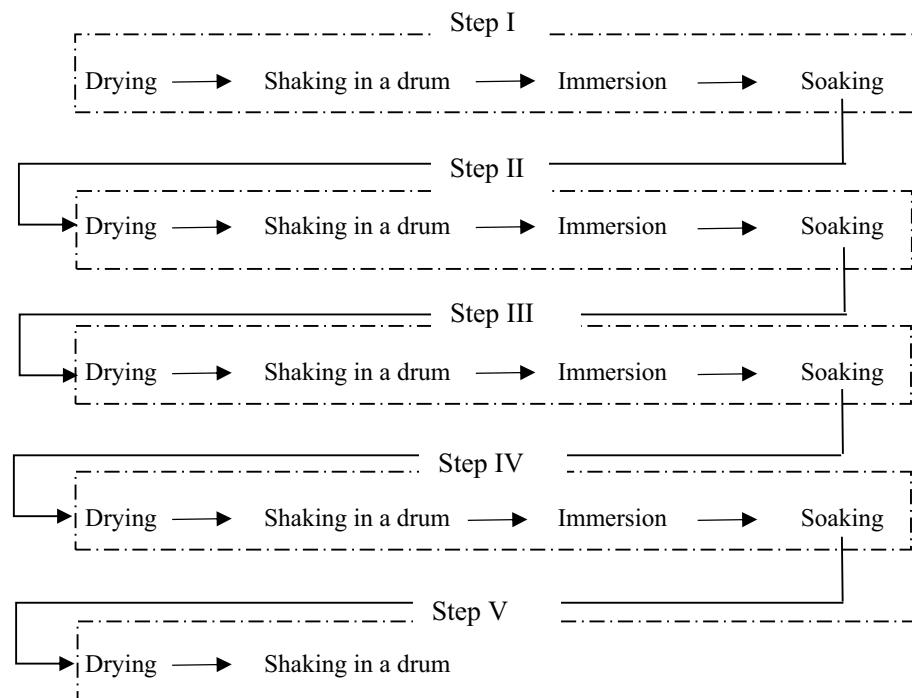 Step I
Drying Shaking in a drum Immersion Soaking
Step II
Drying Shaking in a drum Immersion Soaking
Step III
Drying Shaking in a drum Immersion Soaking
Step IV
Drying Shaking in a drum Immersion Soaking
Step V
Drying Shaking in a drum